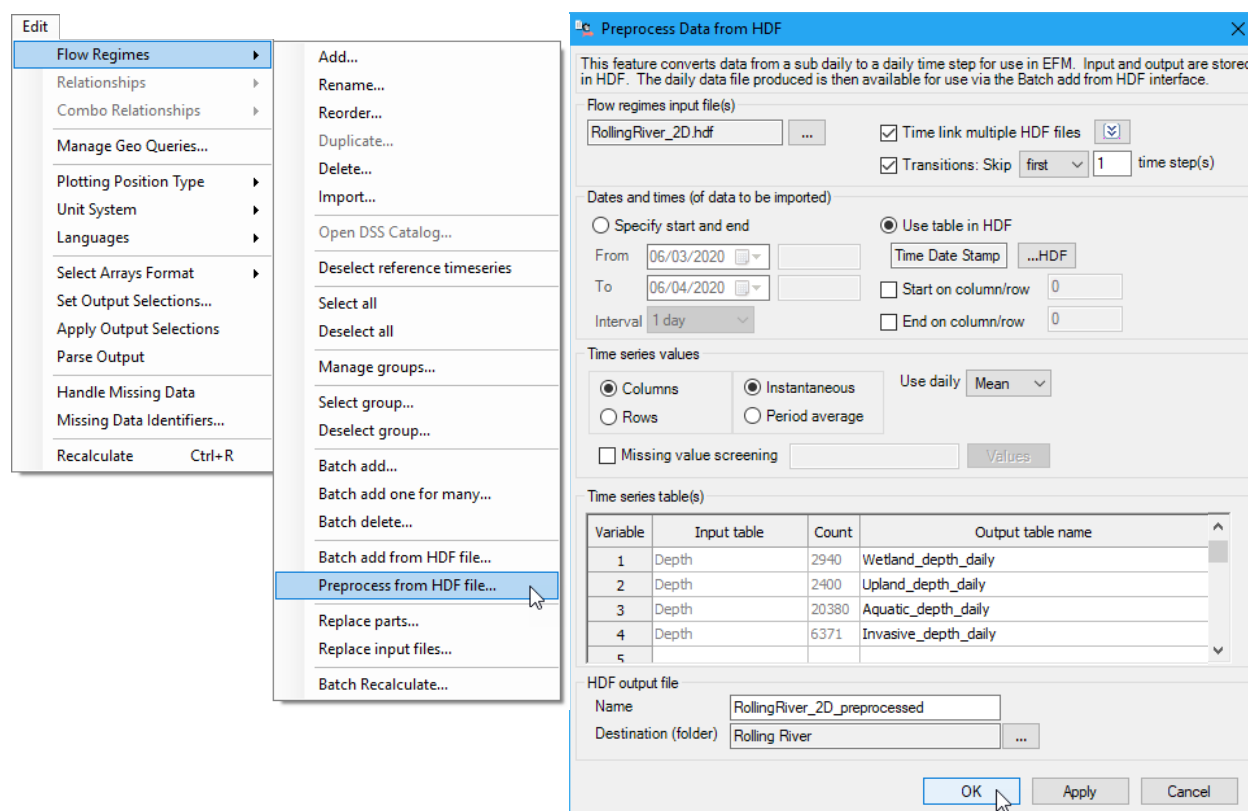 Edit
Flow Regimes
Relationships
Combo Relationships
Manage Geo Queries...
Plotting Position Type
Unit System
Languages
Select Arrays Format
Set Output Selections...
Apply Output Selections
Parse Output
Handle Missing Data
Missing Data Identifiers...
Recalculate Ctrl+R
Add...
Rename...
Reorder...
Duplicate...
Delete...
Import...
Open DSS Catalog...
Deselect reference timeseries
Select all
Deselect all
Manage groups...
Select group...
Deselect group...
Batch add...
Batch add one for many...
Batch delete...
Batch add from HDF file...
Preprocess from HDF file...
Replace parts...
Replace input files...
Batch Recalculate...
Preprocess Data from HDF
This feature converts data from a sub daily to a daily time step for use in EFM. Input and output are stored
in HDF. The daily data file produced is then available for use via the Batch add from HDF interface.
Flow regimes input file(s)
RollingRiver_2D.hdf ... Time link multiple HDF files
Transitions: Skip first 1 time step(s)
Dates and times (of data to be imported)
Specify start and end Use table in HDF
From 06/03/2020 Time Date Stamp ...HDF
To 06/04/2020 Start on column/row 0
Interval 1 day End on column/row 0
Time series values
Columns Instantaneous Use daily Mean
Rows Period average
Missing value screening Values
Time series table(s)
Variable Input table Count Output table name
1 Depth 2940 Wetland_depth_daily
2 Depth 2400 Upland_depth_daily
3 Depth 20380 Aquatic_depth_daily
4 Depth 6371 Invasive_depth_daily
5
HDF output file
Name RollingRiver_2D_preprocessed
Destination (folder) Rolling River ...
OK Apply Cancel